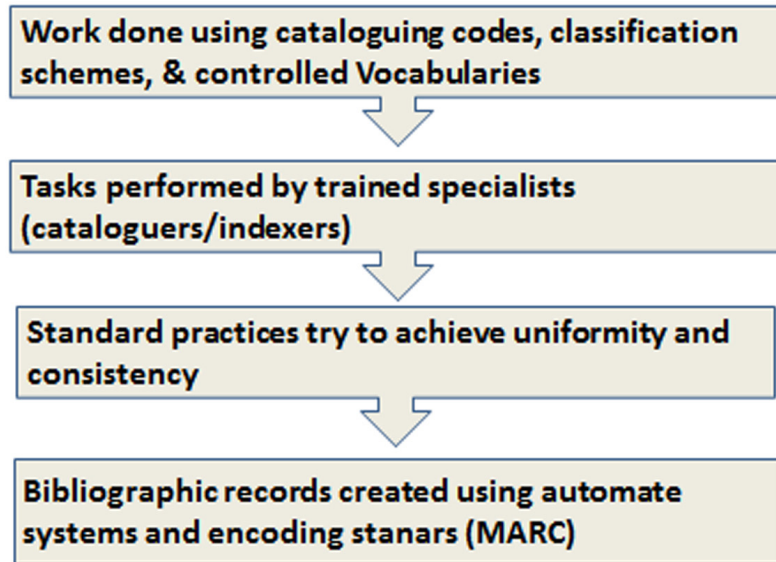 Work done using cataloguing codes, classification
schemes, & controlled Vocabularies
Tasks performed by trained specialists
(cataloguers/indexers)
Standard practices try to achieve uniformity and
consistency
Bibliographic records created using automate
systems and encoding stanars (MARC)